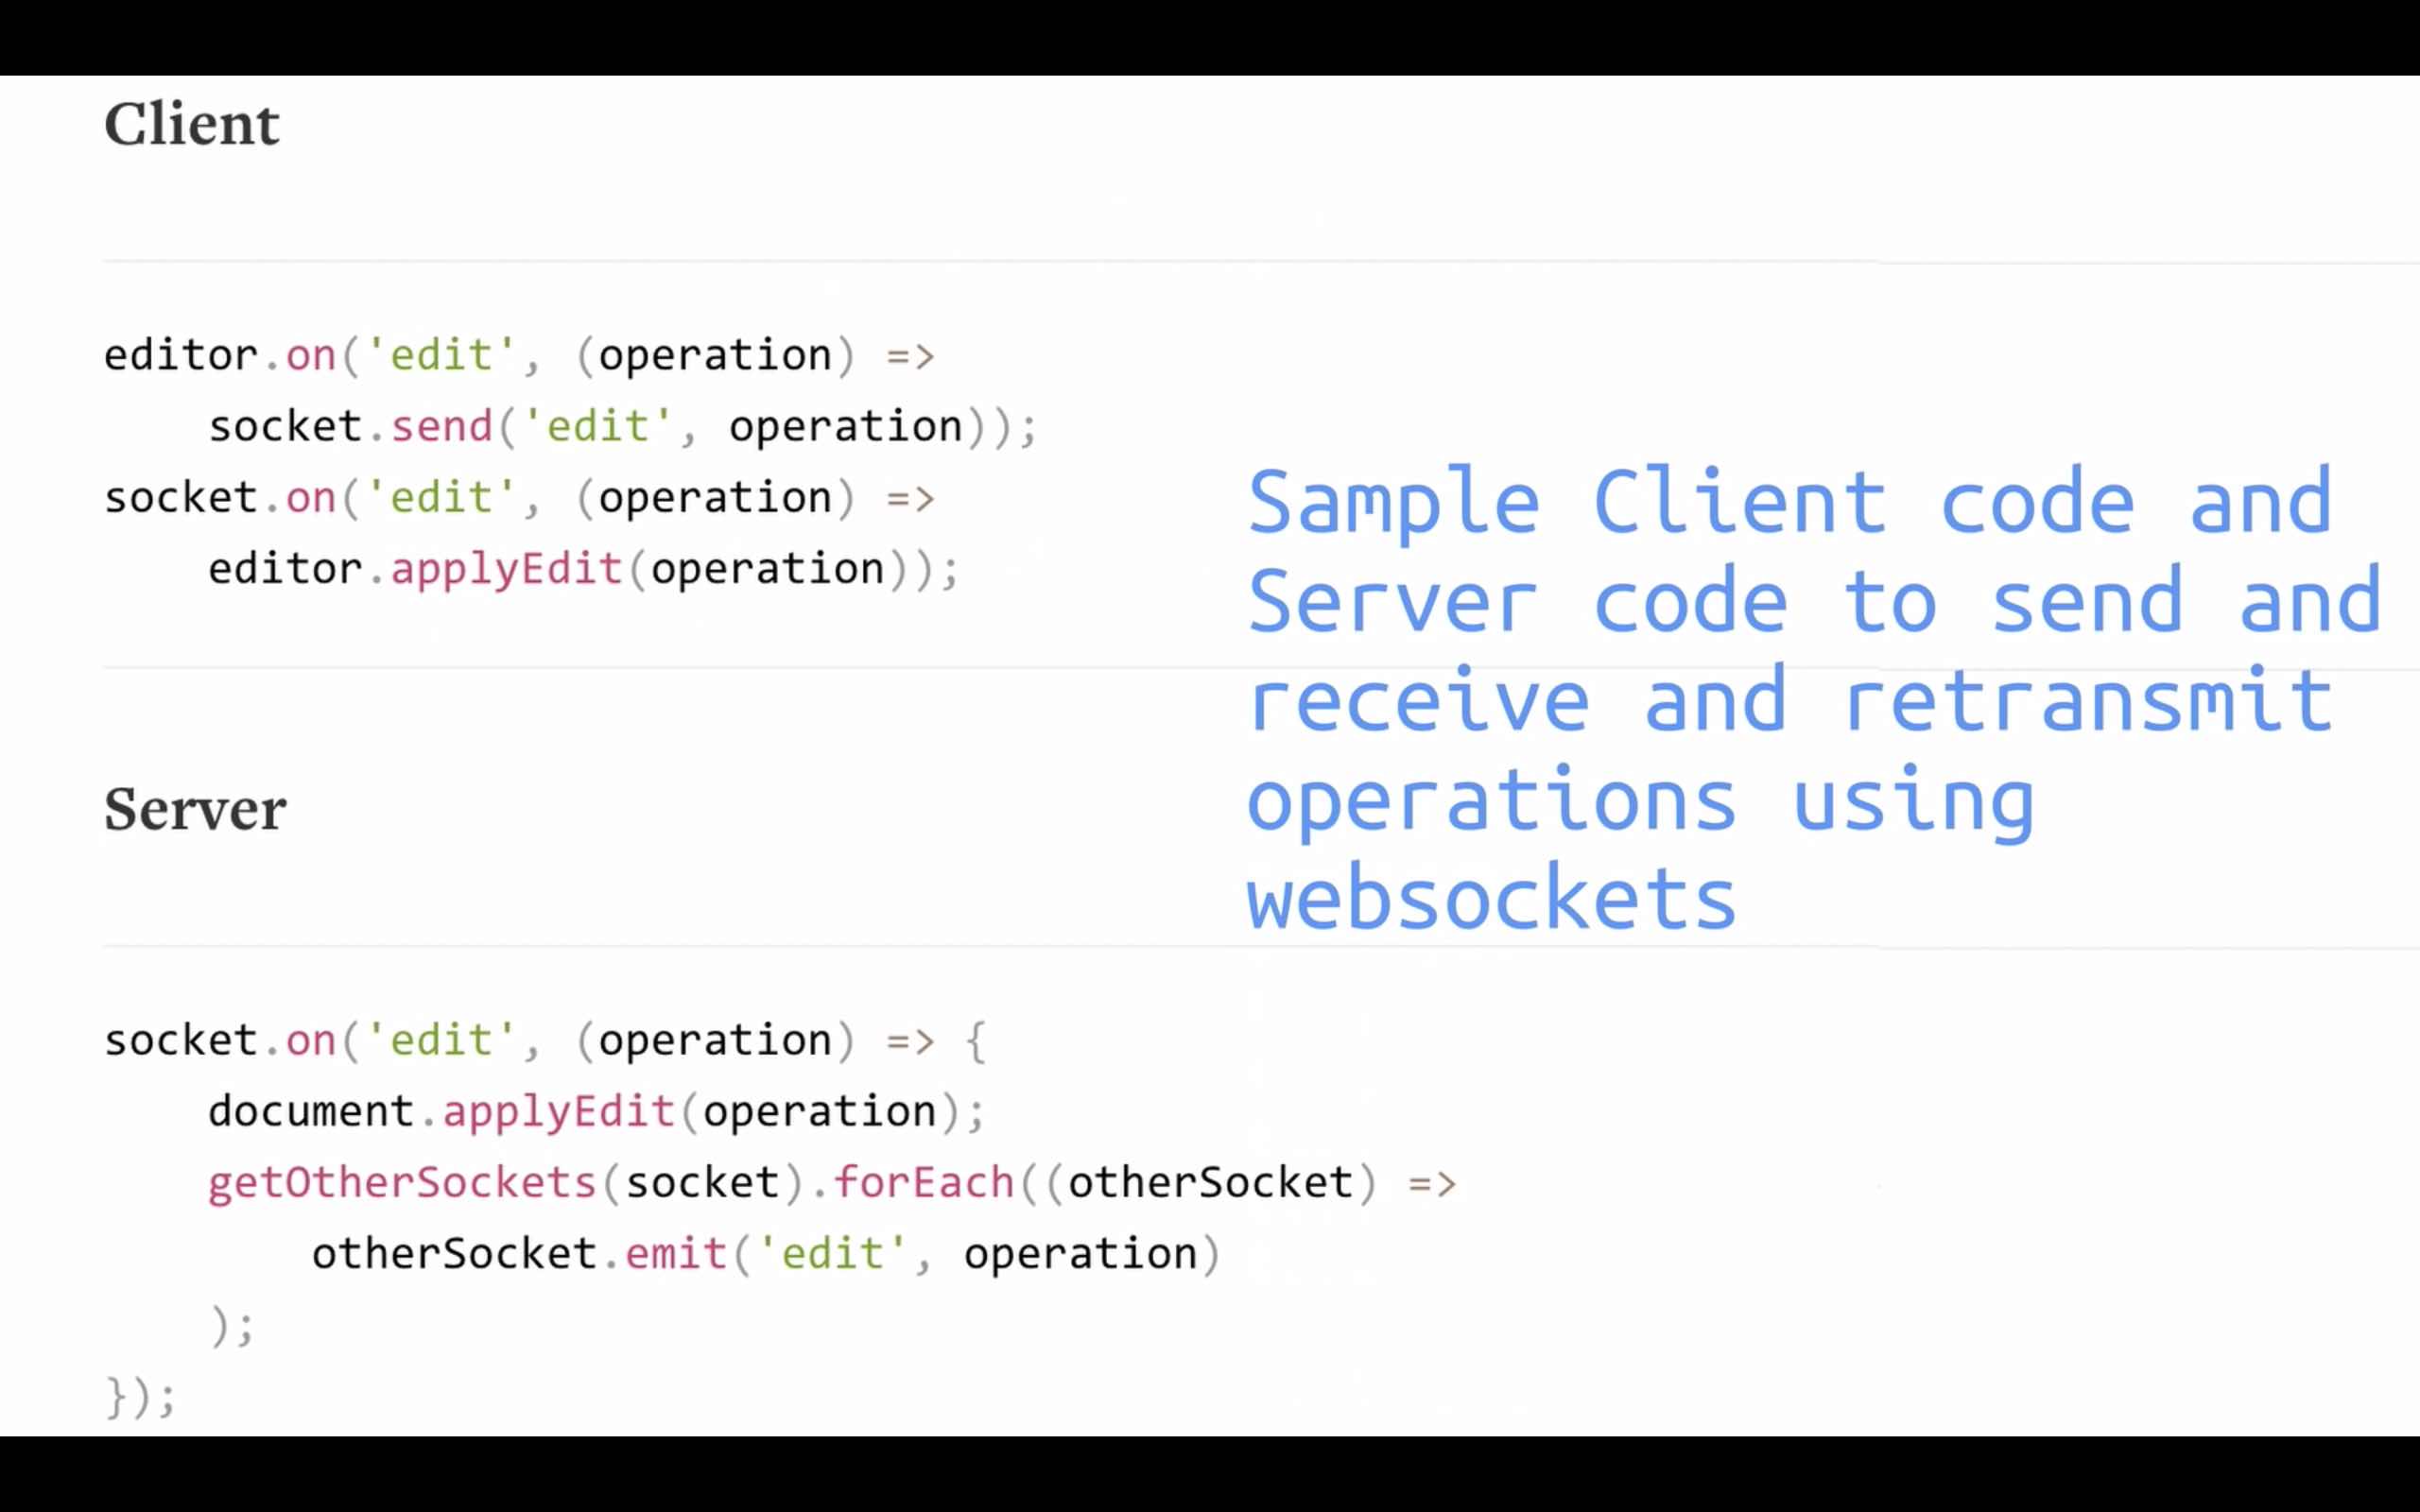 Client
editor.on('edit', (operation) =>
    socket.send('edit', operation));
socket.on('edit', (operation) =>
    editor.applyEdit(operation));
Sample Client code and
Server code to send and
receive and retransmit
operations using
websockets
Server
socket.on('edit', (operation) => {
    document.applyEdit(operation);
    getOtherSockets(socket).forEach((otherSocket) =>
        otherSocket.emit('edit', operation)
    );
});